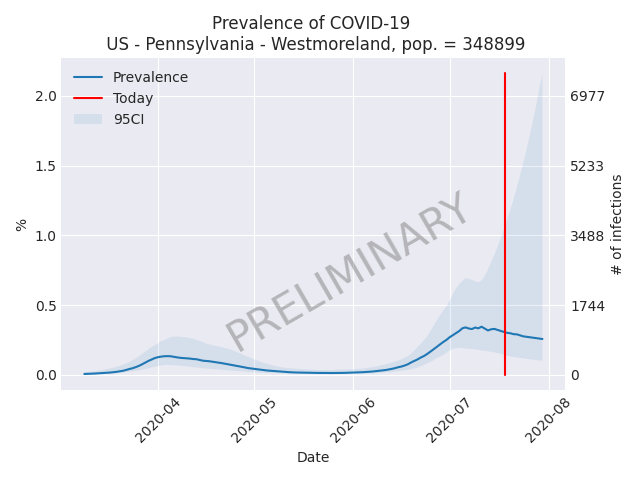 Prevalence of COVID-19
US - Pennsylvania - Westmoreland, pop. = 348899
Prevalence
Today
95CI
2.0
1.5
1.0
0.5
0.0
%
6977
5233
3488
1744
0
# of infections
PRELIMINARY
2020-04
2020-05
2020-06
2020-07
2020-08
Date